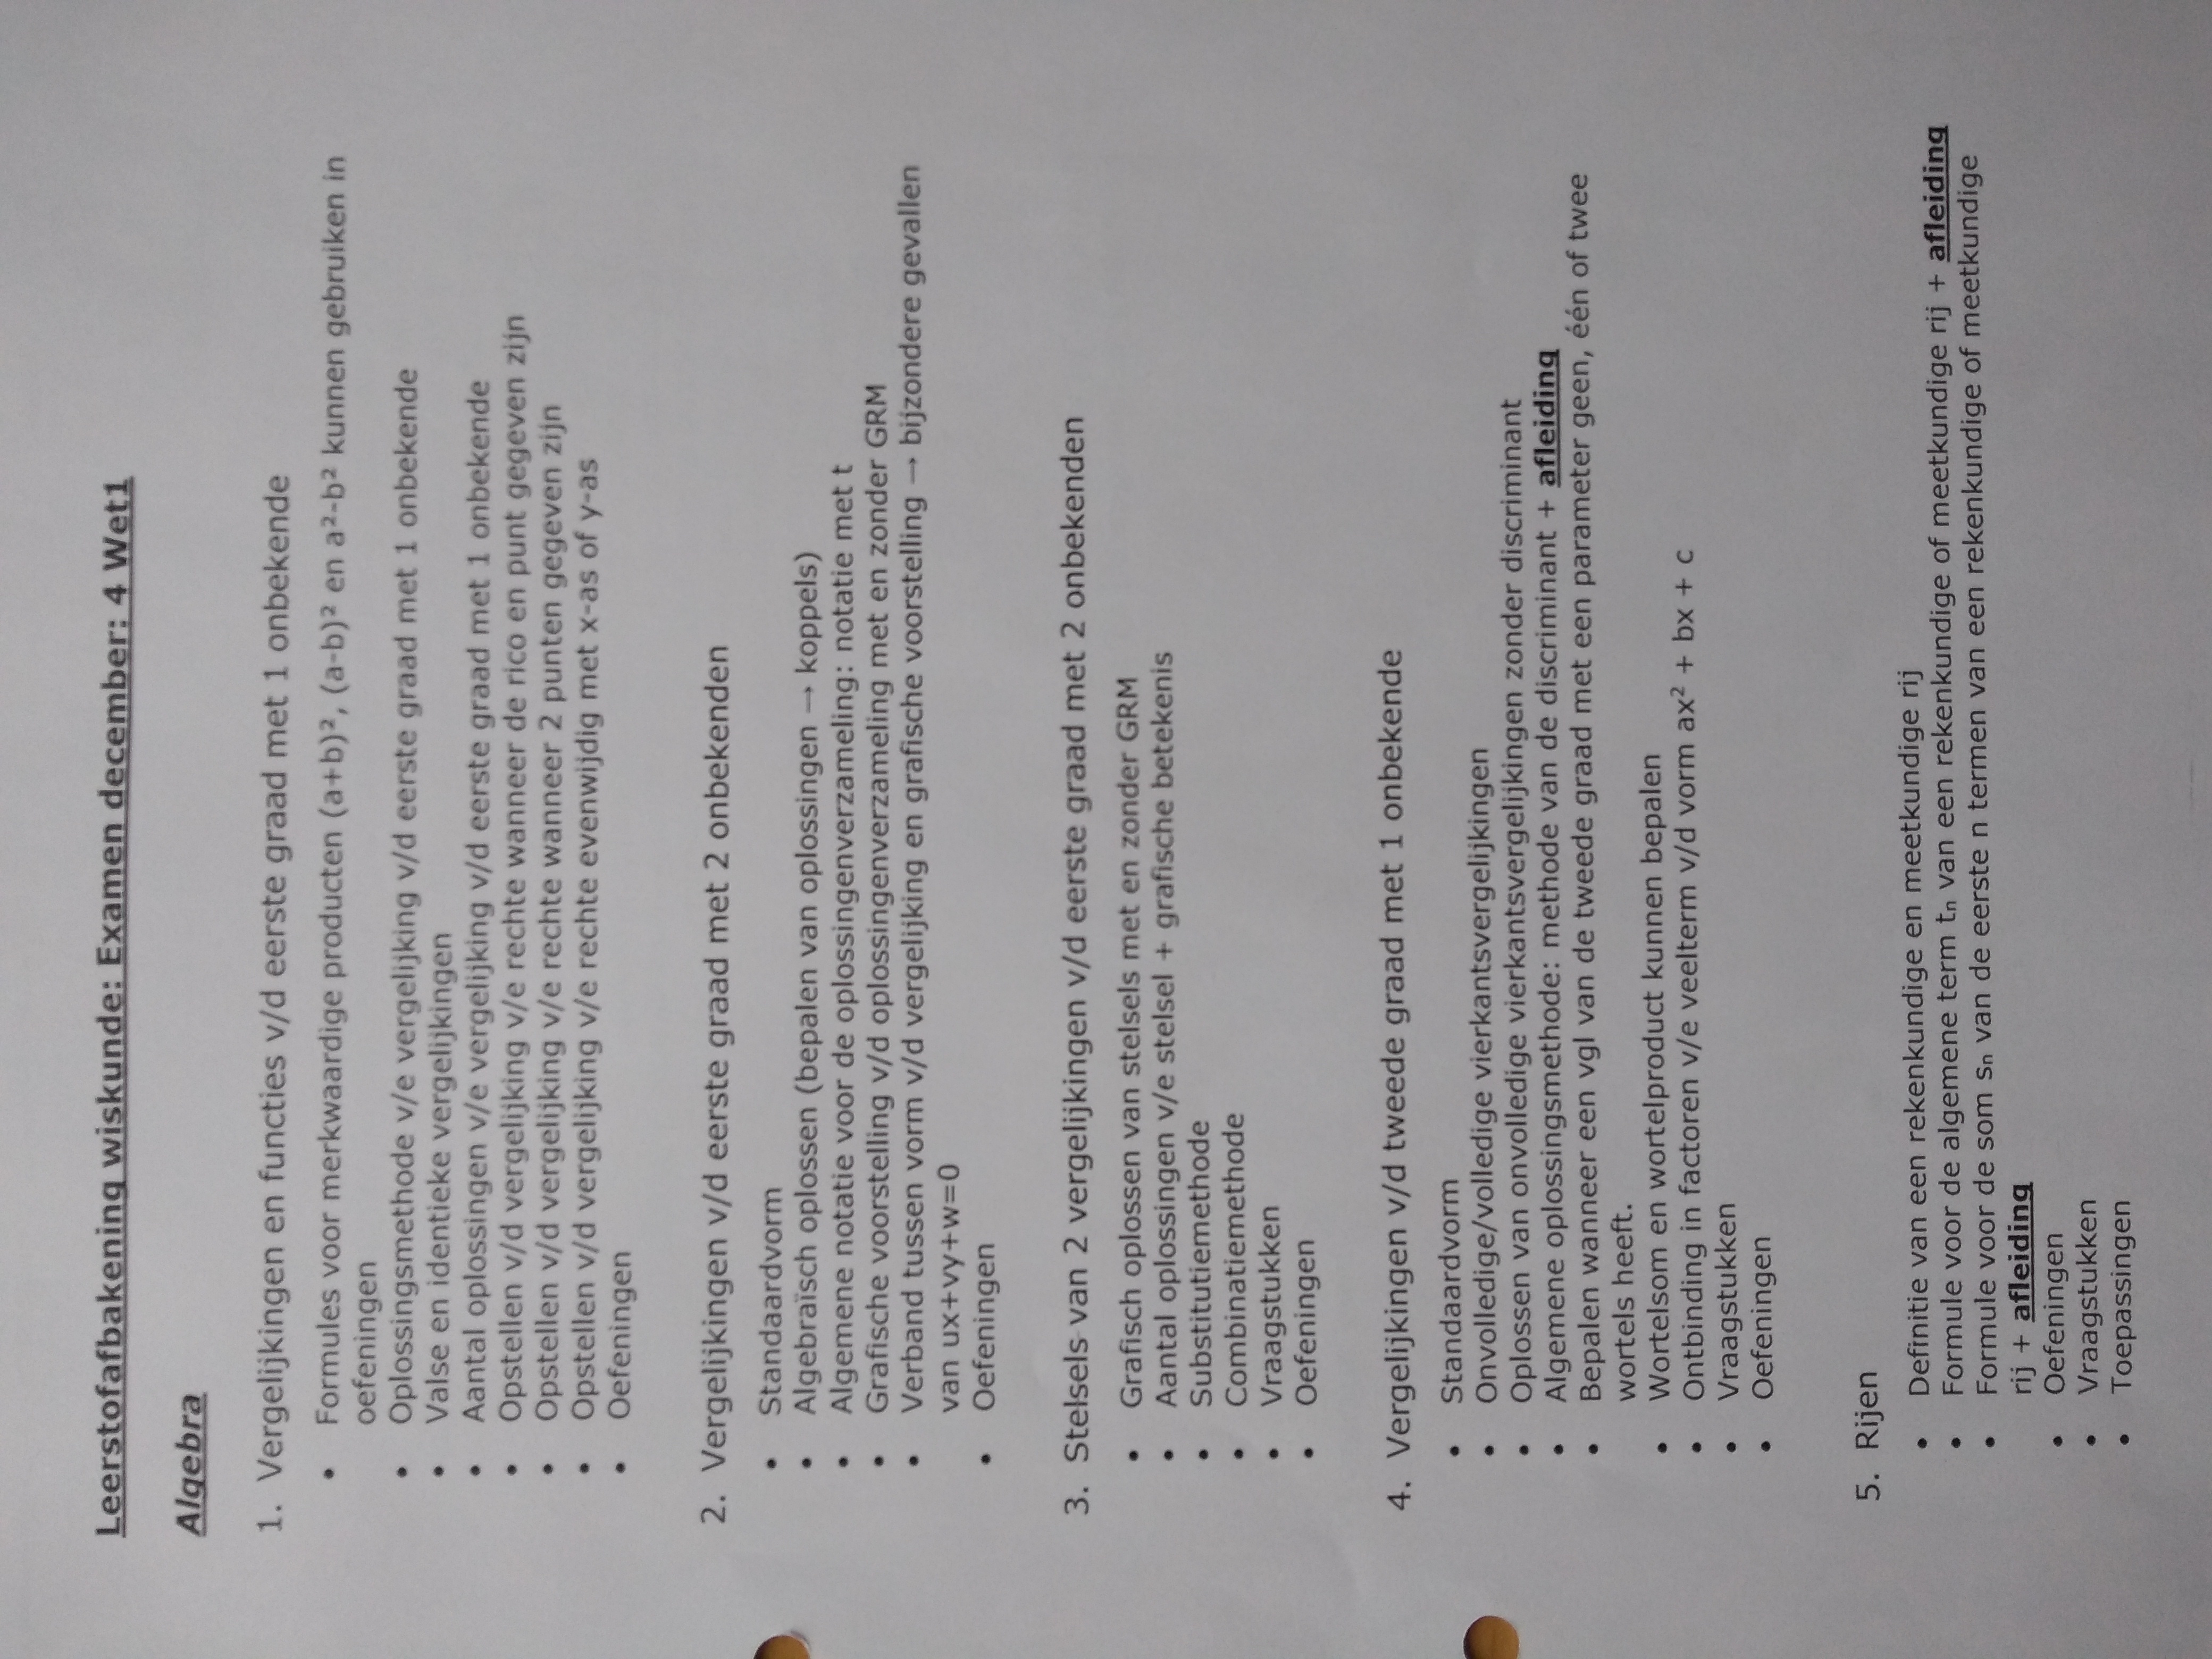 Leerstofafbakening wiskunde: Examen december: 4 Wet1
Algebra
1. Vergelijkingen en functies v/d eerste graad met 1 onbekende
• Formules voor merkwaardige producten (a+b)², (a-b)² en a²-b² kunnen gebruiken in
oefeningen
• Oplossingsmethode v/e vergelijking v/d eerste graad met 1 onbekende
• Valse en identieke vergelijkingen
• Aantal oplossingen v/e vergelijking v/d eerste graad met 1 onbekende
• Opstellen v/d vergelijking v/e rechte wanneer de rico en punt gegeven zijn
• Opstellen v/d vergelijking v/e rechte wanneer 2 punten gegeven zijn
• Opstellen v/d vergelijking v/e rechte evenwijdig met x-as of y-as
• Oefeningen
2. Vergelijkingen v/d eerste graad met 2 onbekenden
• Standaardvorm
• Algebraïsch oplossen (bepalen van oplossingen → koppels)
• Algemene notatie voor de oplossingenverzameling: notatie met t
• Grafische voorstelling v/d oplossingenverzameling met en zonder GRM
• Verband tussen vorm v/d vergelijking en grafische voorstelling → bijzondere gevallen
van ux+vy+w=0
• Oefeningen
3. Stelsels van 2 vergelijkingen v/d eerste graad met 2 onbekenden
• Grafisch oplossen van stelsels met en zonder GRM
• Aantal oplossingen v/e stelsel + grafische betekenis
• Substitutiemethode
• Combinatiemethode
• Vraagstukken
• Oefeningen
4. Vergelijkingen v/d tweede graad met 1 onbekende
• Standaardvorm
• Onvolledige/volledige vierkantsvergelijkingen
• Oplossen van onvolledige vierkantsvergelijkingen zonder discriminant
• Algemene oplossingsmethode: methode van de discriminant + afleiding
• Bepalen wanneer een vgl van de tweede graad met een parameter geen, één of twee
wortels heeft.
• Wortelsom en wortelproduct kunnen bepalen
• Ontbinding in factoren v/e veelterm v/d vorm ax² + bx + c
• Vraagstukken
• Oefeningen
5. Rijen
• Definitie van een rekenkundige en meetkundige rij
• Formule voor de algemene term tₙ van een rekenkundige of meetkundige rij + afleiding
• Formule voor de som sₙ van de eerste n termen van een rekenkundige of meetkundige
rij + afleiding
• Oefeningen
• Vraagstukken
• Toepassingen